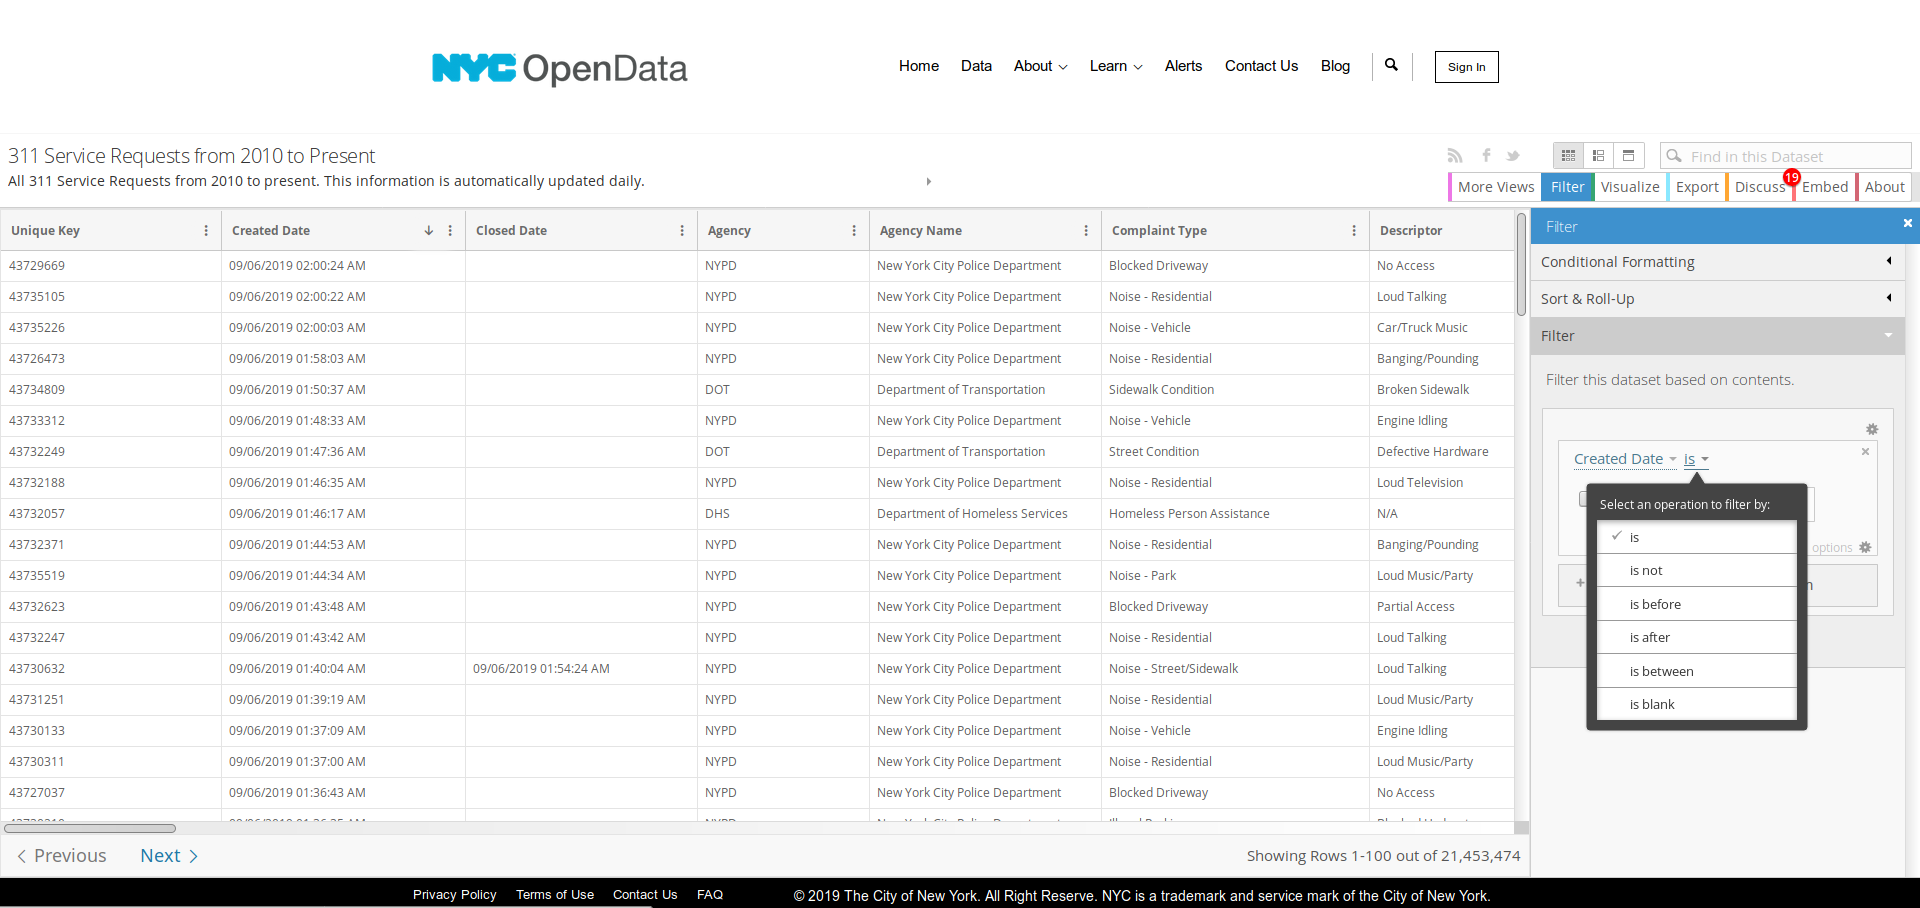 NYC OpenData
Home Data About Learn Alerts Contact Us Blog Sign In
311 Service Requests from 2010 to Present
All 311 Service Requests from 2010 to present. This information is automatically updated daily.
Find in this Dataset
More Views Filter Visualize Export Discuss 19 Embed About
Unique Key Created Date Closed Date Agency Agency Name Complaint Type Descriptor
43729669 09/06/2019 02:00:24 AM NYPD New York City Police Department Blocked Driveway No Access
43735105 09/06/2019 02:00:22 AM NYPD New York City Police Department Noise - Residential Loud Talking
43735226 09/06/2019 02:00:03 AM NYPD New York City Police Department Noise - Vehicle Car/Truck Music
43726473 09/06/2019 01:58:03 AM NYPD New York City Police Department Noise - Residential Banging/Pounding
43734809 09/06/2019 01:50:37 AM DOT Department of Transportation Sidewalk Condition Broken Sidewalk
43733312 09/06/2019 01:48:33 AM NYPD New York City Police Department Noise - Vehicle Engine Idling
43732249 09/06/2019 01:47:36 AM DOT Department of Transportation Street Condition Defective Hardware
43732188 09/06/2019 01:46:35 AM NYPD New York City Police Department Noise - Residential Loud Television
43732057 09/06/2019 01:46:17 AM DHS Department of Homeless Services Homeless Person Assistance N/A
43732371 09/06/2019 01:44:53 AM NYPD New York City Police Department Noise - Residential Banging/Pounding
43735519 09/06/2019 01:44:34 AM NYPD New York City Police Department Noise - Park Loud Music/Party
43732623 09/06/2019 01:43:48 AM NYPD New York City Police Department Blocked Driveway Partial Access
43732247 09/06/2019 01:43:42 AM NYPD New York City Police Department Noise - Residential Loud Talking
43730632 09/06/2019 01:40:04 AM 09/06/2019 01:54:24 AM NYPD New York City Police Department Noise - Street/Sidewalk Loud Talking
43731251 09/06/2019 01:39:19 AM NYPD New York City Police Department Noise - Residential Loud Music/Party
43730133 09/06/2019 01:37:09 AM NYPD New York City Police Department Noise - Vehicle Engine Idling
43730311 09/06/2019 01:37:00 AM NYPD New York City Police Department Noise - Residential Loud Music/Party
43727037 09/06/2019 01:36:43 AM NYPD New York City Police Department Blocked Driveway No Access
Previous Next Showing Rows 1-100 out of 21,453,474
Filter
Conditional Formatting
Sort & Roll-Up
Filter
Filter this dataset based on contents.
Created Date is
Select an operation to filter by:
is
is not
is before
is after
is between
is blank
options
Privacy Policy Terms of Use Contact Us FAQ © 2019 The City of New York. All Right Reserve. NYC is a trademark and service mark of the City of New York.